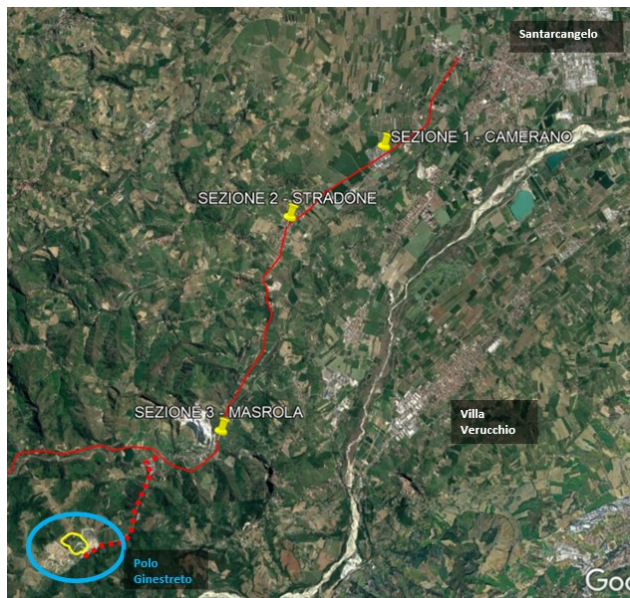 Santarcangelo
SEZIONE 1 - CAMERANO
SEZIONE 2 - STRADONE
SEZIONE 3 - MASROLA
Villa
Verucchio
Polo
Ginestreto
Goo